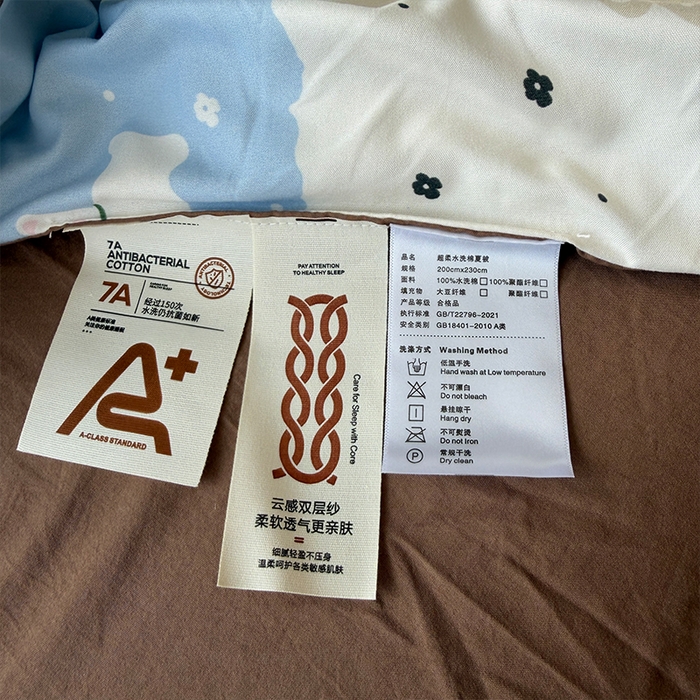 7A
ANTIBACTERIAL
COTTON
7A
经过150次
水洗仍抗菌如新
A-CLASS STANDARD
PAY ATTENTION
TO HEALTHY SLEEP
Care for Sleep with Core
云感双层纱
柔软透气更亲肤
细腻轻盈不压身
温柔呵护各类敏感肌肤
品名 超柔水洗棉夏被
规格 200cmx230cm
面料 100%水洗棉 100%聚酯纤维
填充物 大豆纤维 聚酯纤维
产品等级 合格品
执行标准 GB/T22796-2021
安全类别 GB18401-2010 A类
洗涤方式 Washing Method
低温手洗
Hand wash at Low temperature
不可漂白
Do not bleach
悬挂晾干
Hang dry
不可熨烫
Do not Iron
P
常焖干洗
Dry clean